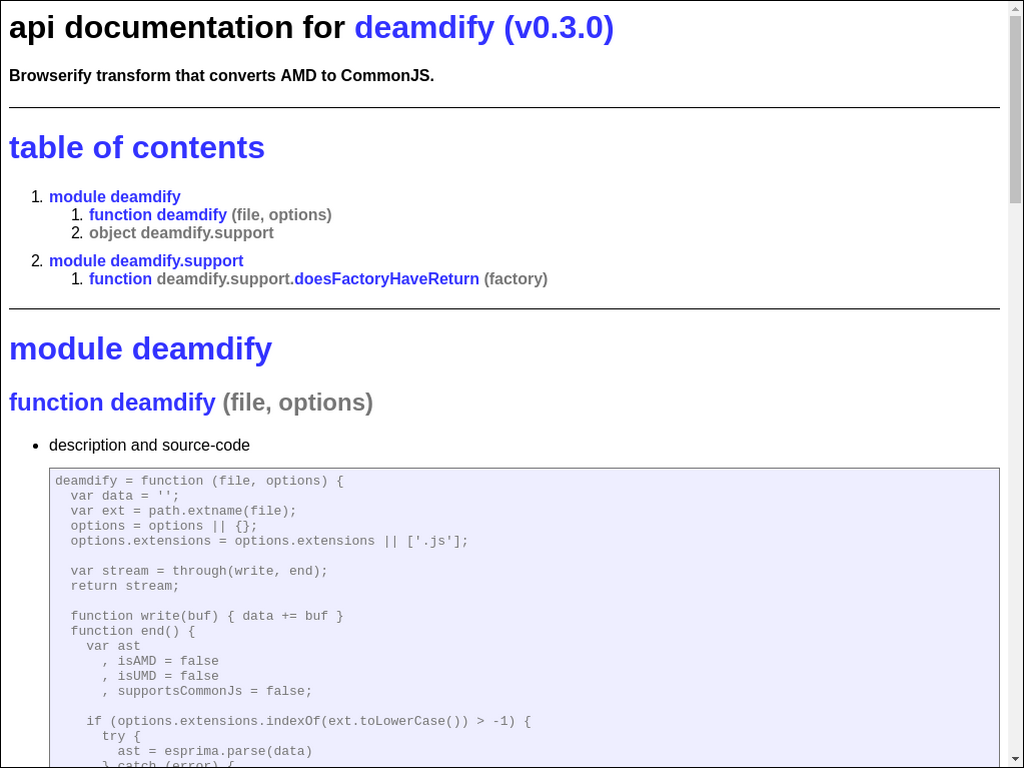 api documentation for deamdify (v0.3.0)
Browserify transform that converts AMD to CommonJS.
table of contents
1. module deamdify
1. function deamdify (file, options)
2. object deamdify.support
2. module deamdify.support
1. function deamdify.support.doesFactoryHaveReturn (factory)
module deamdify
function deamdify (file, options)
• description and source-code
deamdify = function (file, options) {
  var data = '';
  var ext = path.extname(file);
  options = options || {};
  options.extensions = options.extensions || ['.js'];

  var stream = through(write, end);
  return stream;

  function write(buf) { data += buf }
  function end() {
    var ast
      , isAMD = false
      , isUMD = false
      , supportsCommonJs = false;

    if (options.extensions.indexOf(ext.toLowerCase()) > -1) {
      try {
        ast = esprima.parse(data)
      } catch (error) {